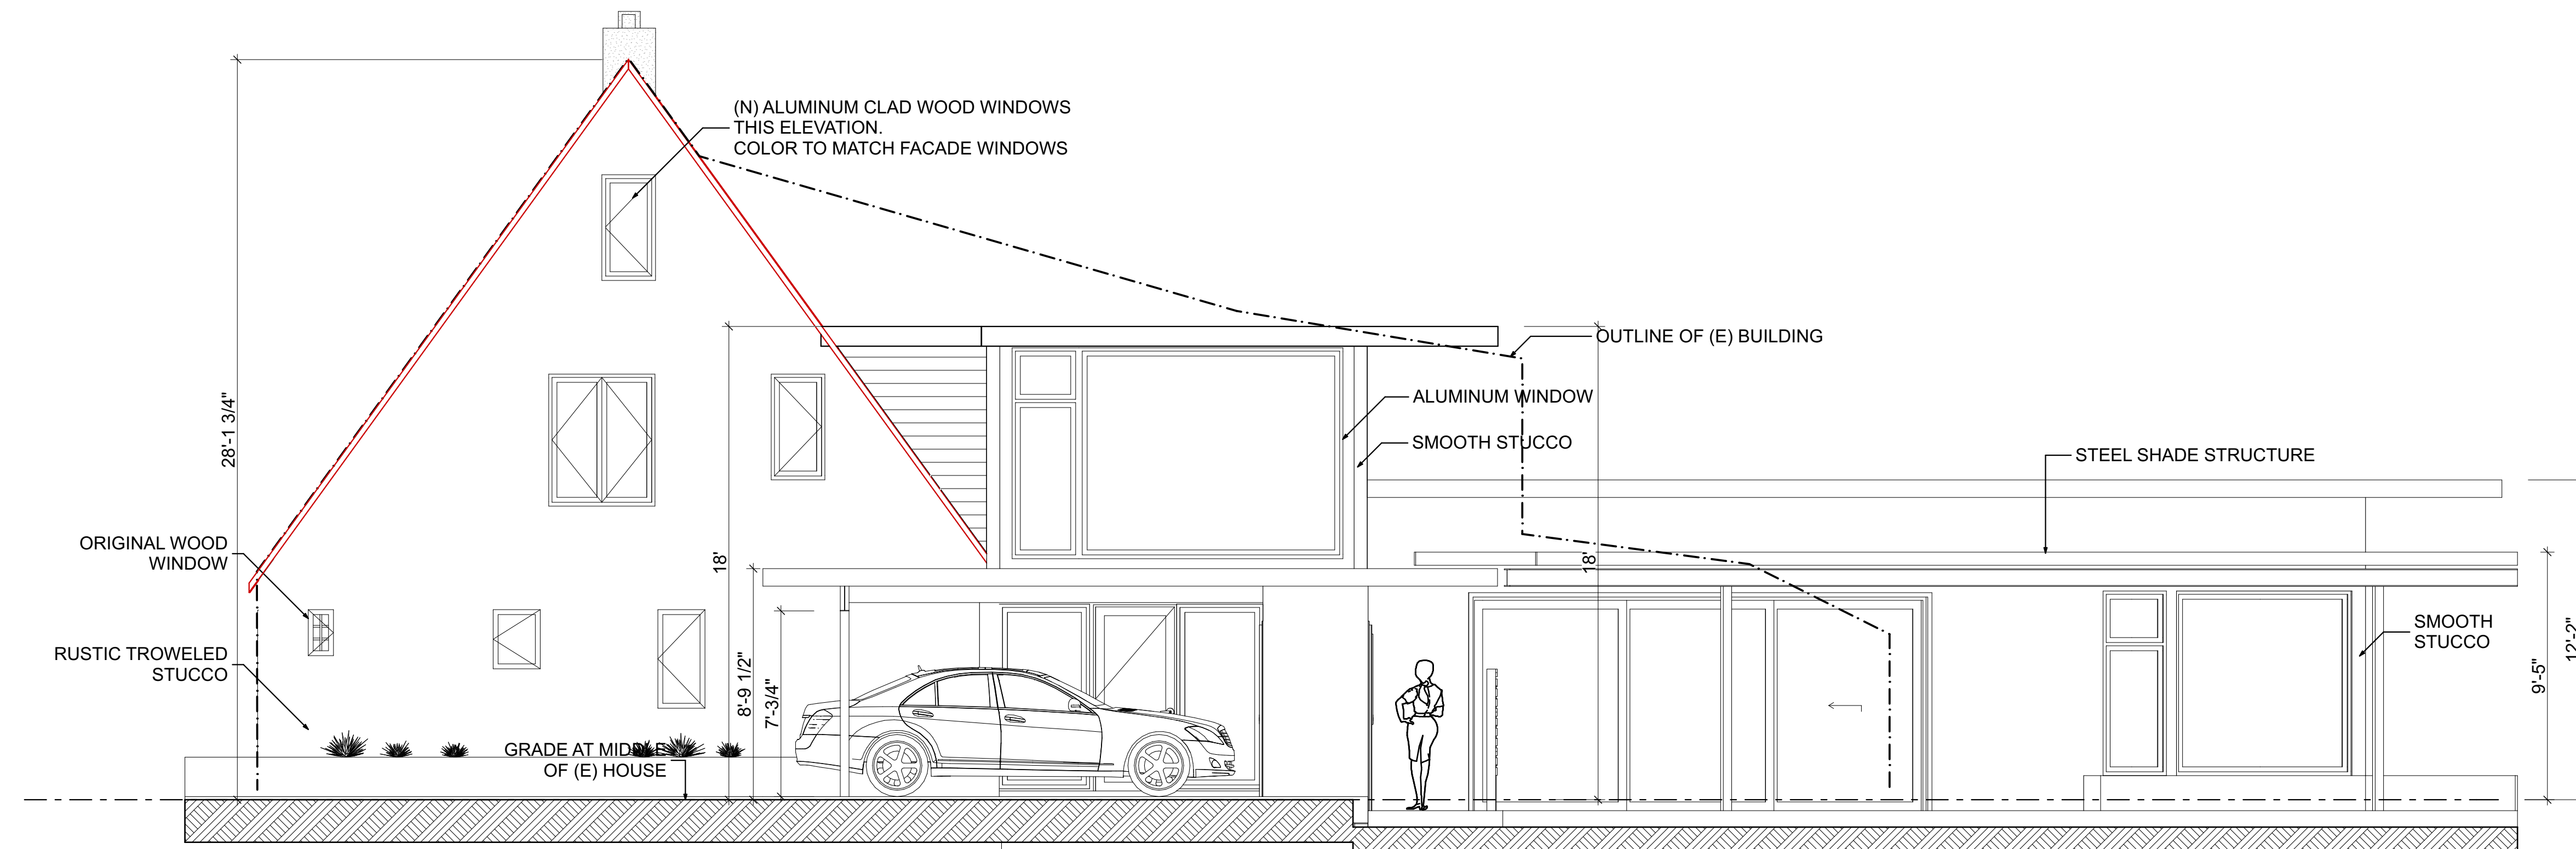 (N) ALUMINUM CLAD WOOD WINDOWS
THIS ELEVATION.
COLOR TO MATCH FACADE WINDOWS
OUTLINE OF (E) BUILDING
28'-1 3/4"
ALUMINUM WINDOW
SMOOTH STUCCO
STEEL SHADE STRUCTURE
ORIGINAL WOOD
WINDOW
18'
18'
RUSTIC TROWELED
STUCCO
8'-9 1/2"
7'-3/4"
SMOOTH
STUCCO
9'-5"
12'-2"
GRADE AT MIDDLE
OF (E) HOUSE